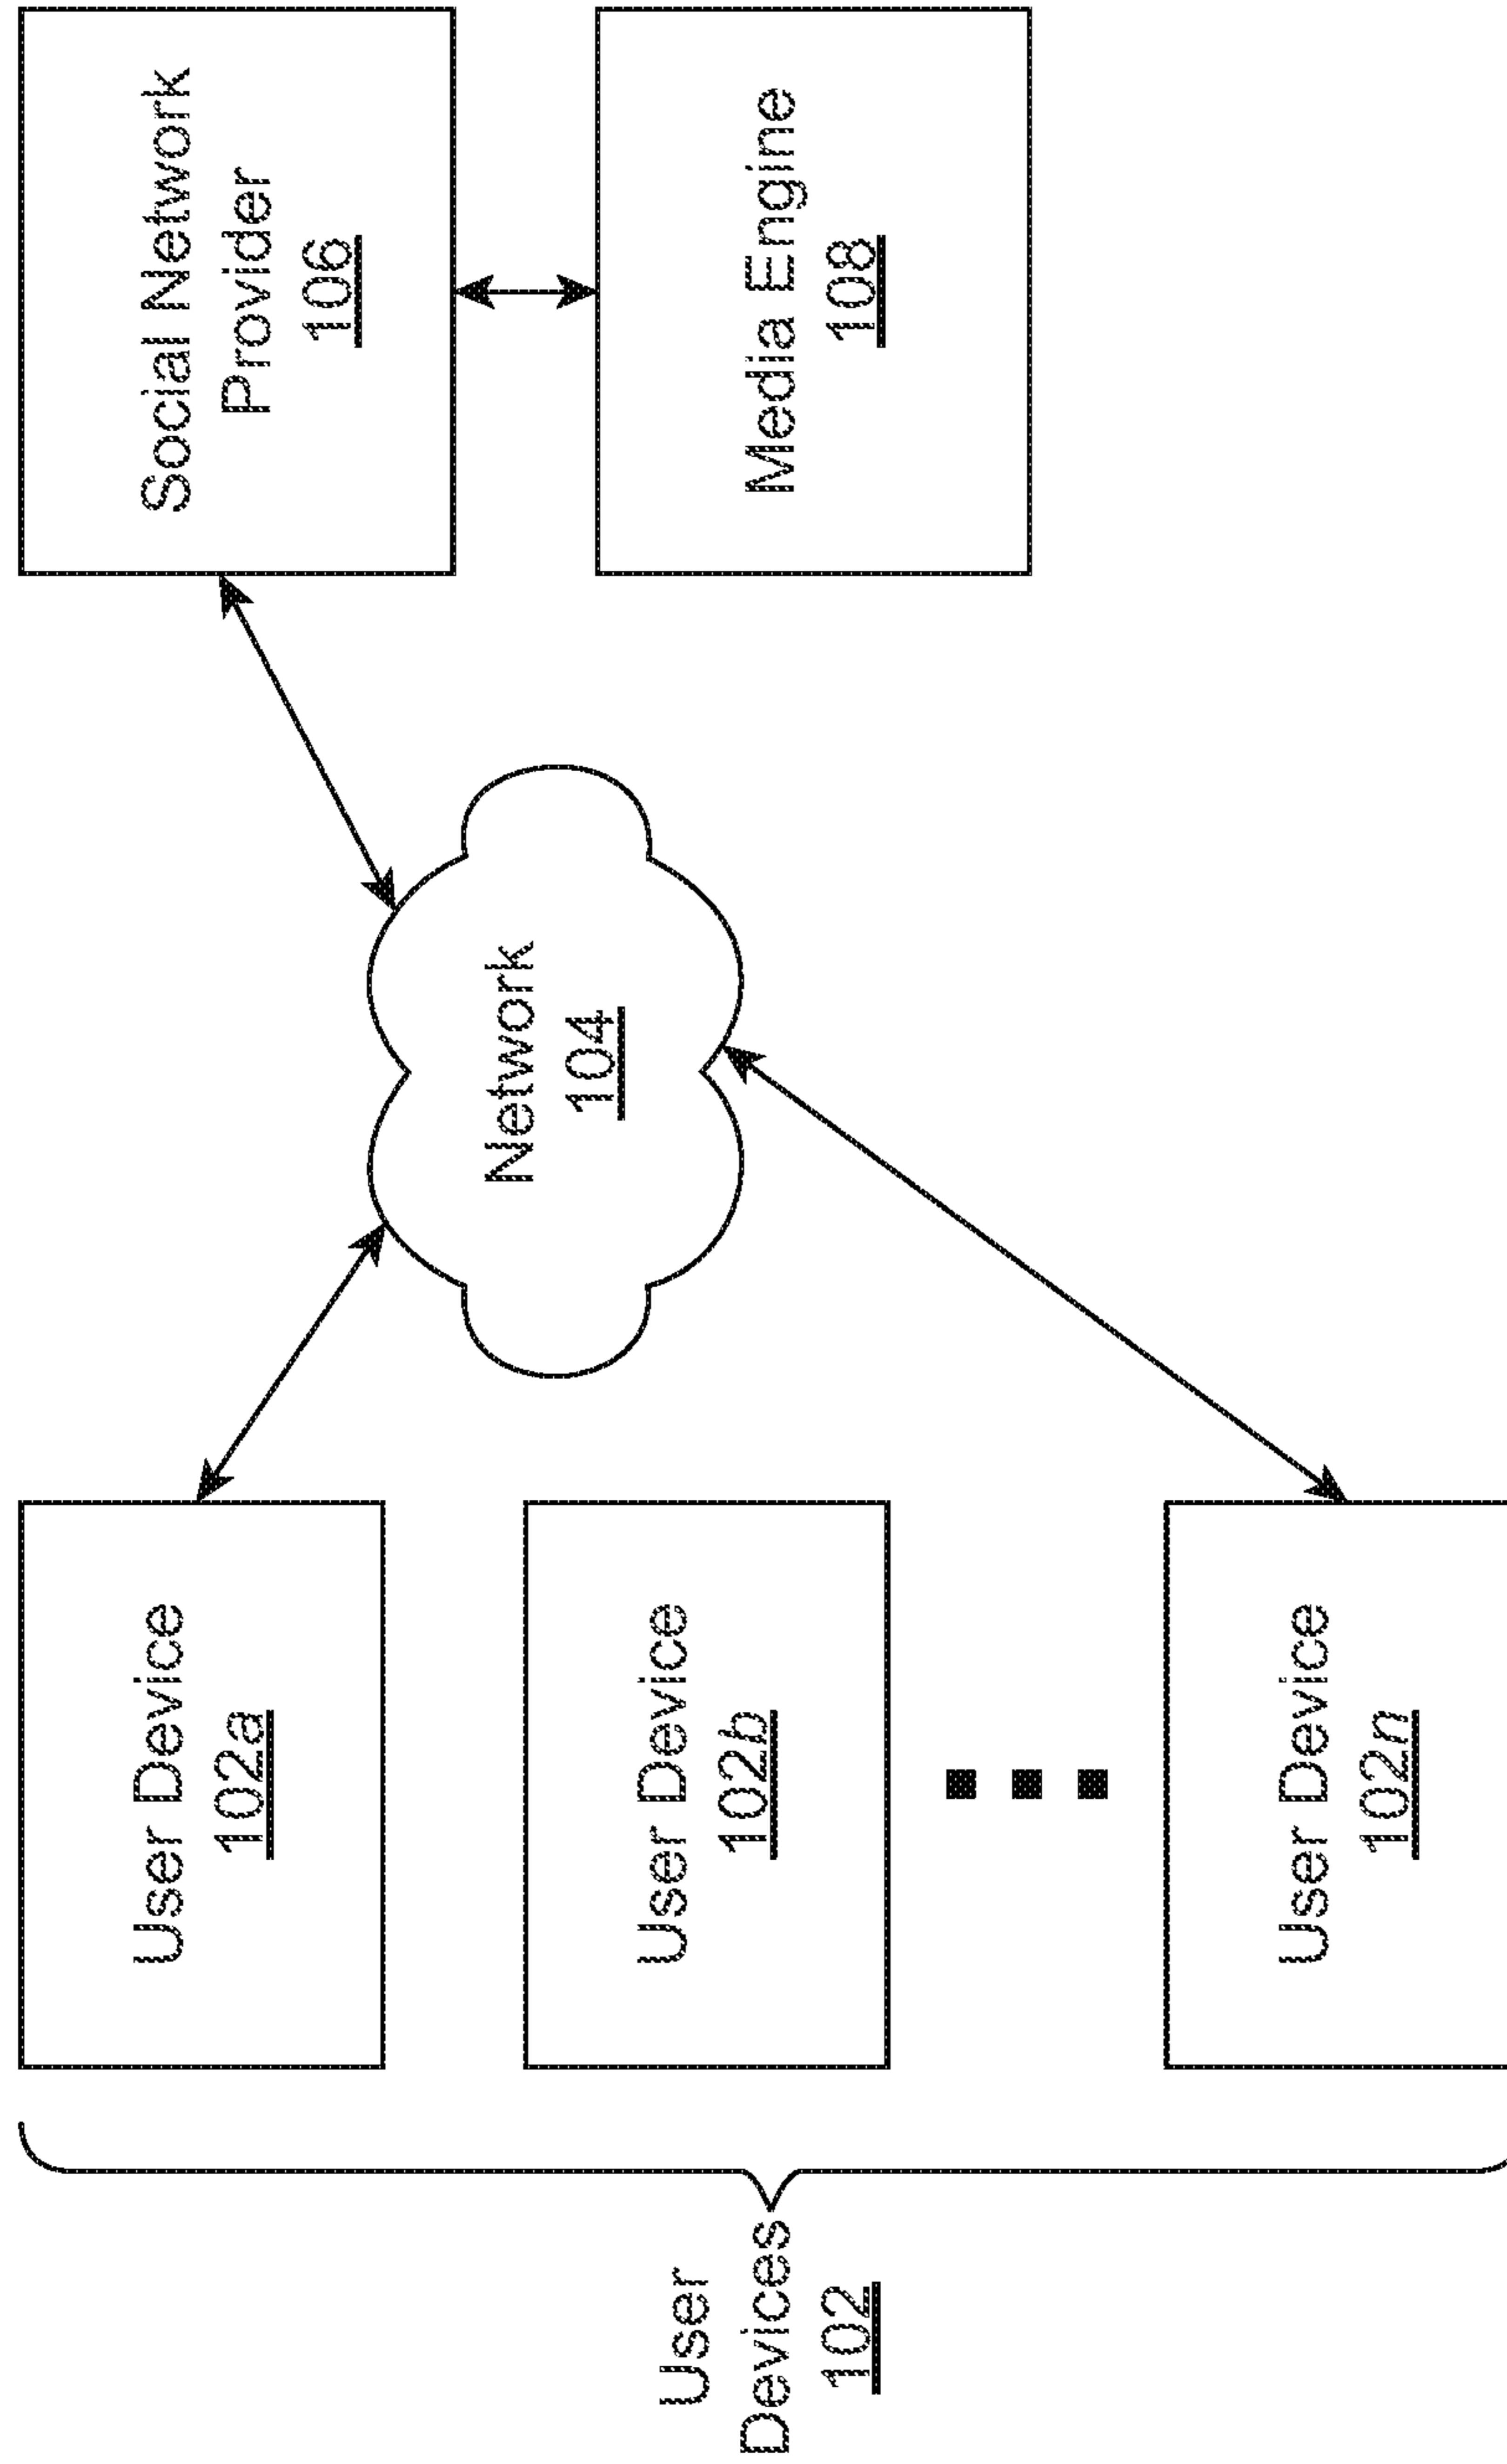 User
Devices
102
User Device
102a
User Device
102b
User Device
102n
Network
104
Social Network
Provider
106
Media Engine
108